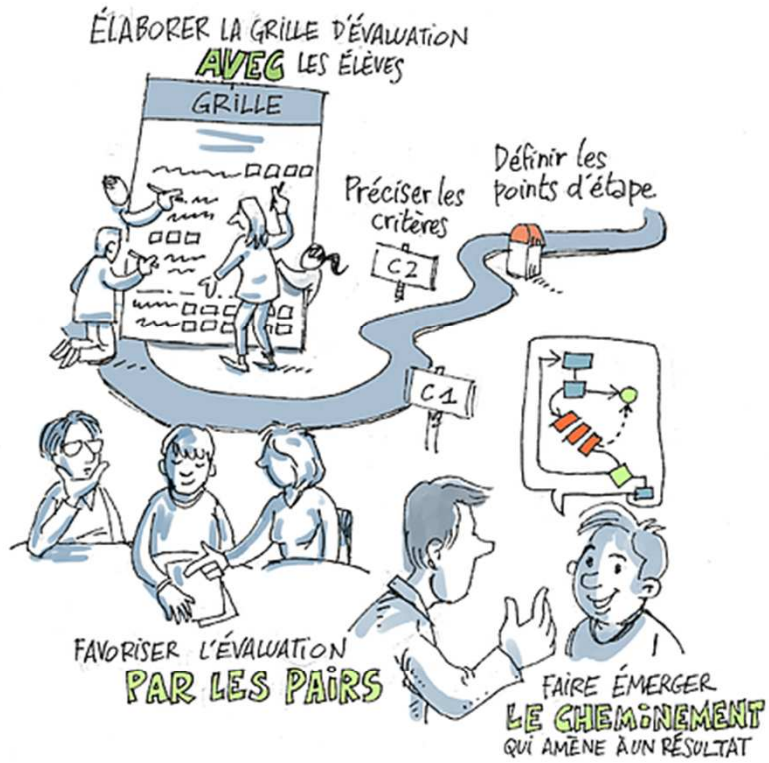 ÉLABORER LA GRILLE D'ÉVALUATION
AVEC LES ÉLÈVES
GRILLE
Préciser les
critères
Définir les
points d'étape
C2
C1
FAVORISER L'ÉVALUATION
PAR LES PAIRS
FAIRE ÉMERGER
LE CHEMINEMENT
QUI AMÈNE À UN RÉSULTAT